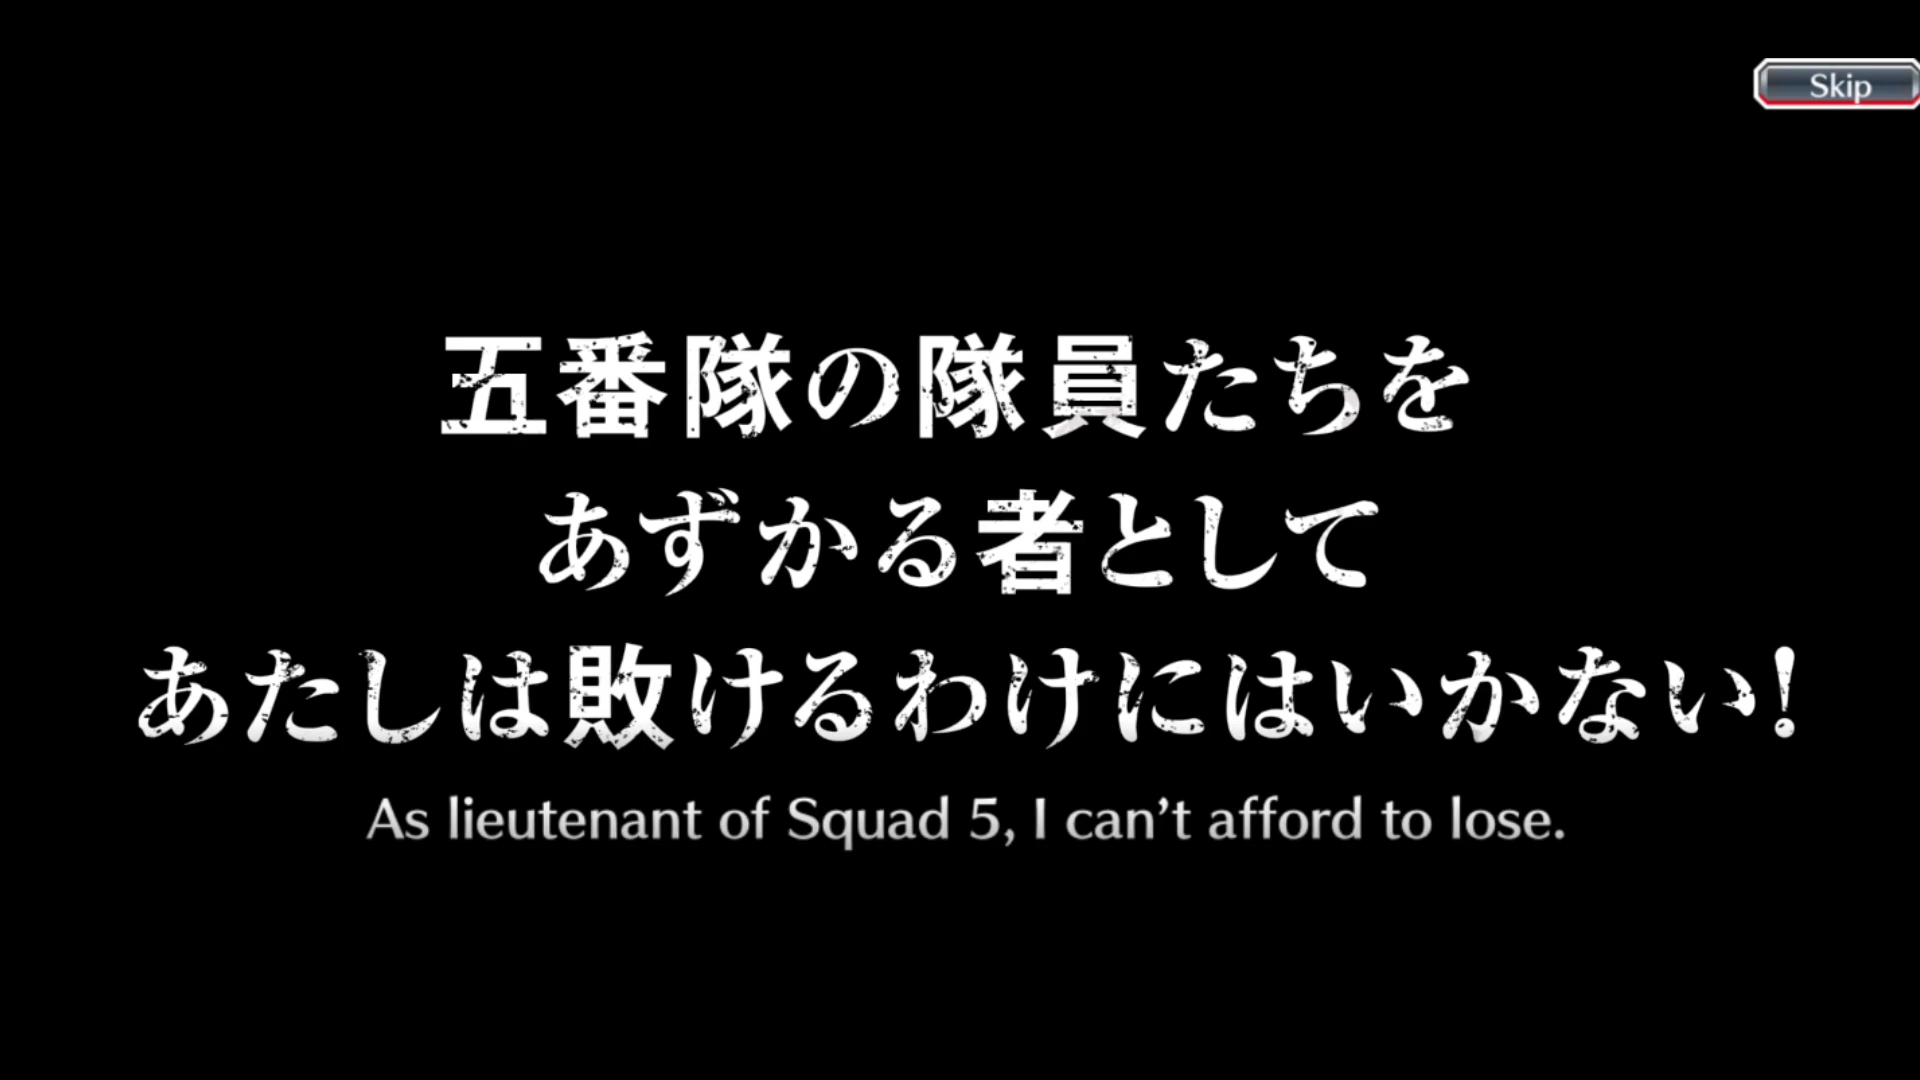 Skip
五番隊の隊員たちを
あずかる者として
あたしは敗けるわけにはいかない!
As lieutenant of Squad 5, I can’t afford to lose.